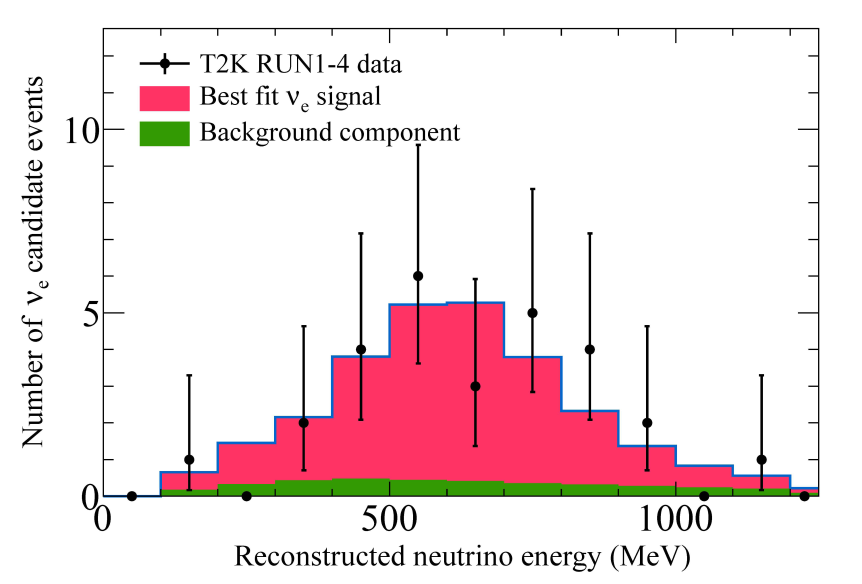 T2K RUN1-4 data
Best fit νe signal
Background component
Number of νe candidate events
10
5
0
0 500 1000
Reconstructed neutrino energy (MeV)